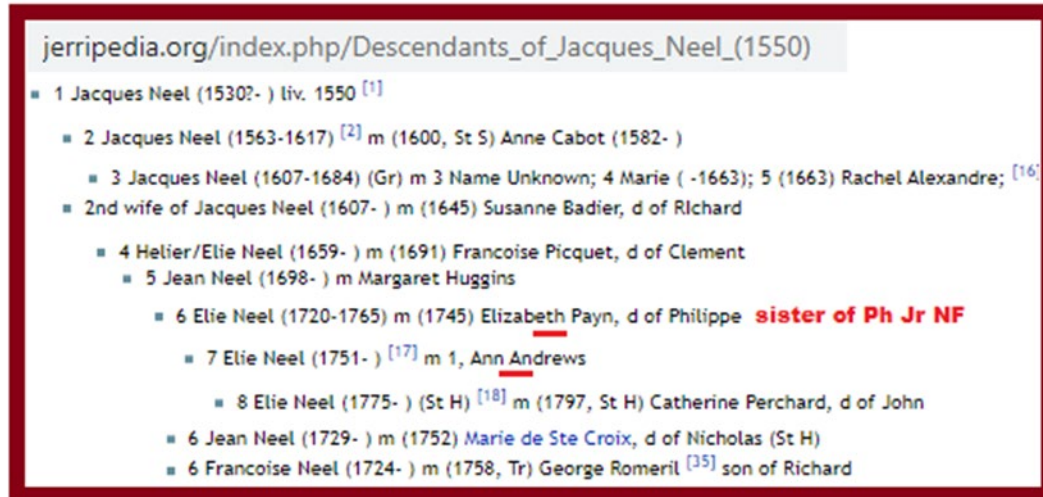 jerripedia.org/index.php/Descendants_of_Jacques_Neel_(1550)
1 Jacques Neel (1530?- ) liv. 1550 [1]
2 Jacques Neel (1563-1617) [2] m (1600, St S) Anne Cabot (1582- )
3 Jacques Neel (1607-1684) (Gr) m 3 Name Unknown; 4 Marie ( -1663); 5 (1663) Rachel Alexandre; [16]
2nd wife of Jacques Neel (1607- ) m (1645) Susanne Badier, d of RIchard
4 Helier/Elie Neel (1659- ) m (1691) Francoise Picquet, d of Clement
5 Jean Neel (1698- ) m Margaret Huggins
6 Elie Neel (1720-1765) m (1745) Elizabeth Payn, d of Philippe sister of Ph Jr NF
7 Elie Neel (1751- ) [17] m 1, Ann Andrews
8 Elie Neel (1775- ) (St H) [18] m (1797, St H) Catherine Perchard, d of John
6 Jean Neel (1729- ) m (1752) Marie de Ste Croix, d of Nicholas (St H)
6 Francoise Neel (1724- ) m (1758, Tr) George Romeril [35] son of Richard